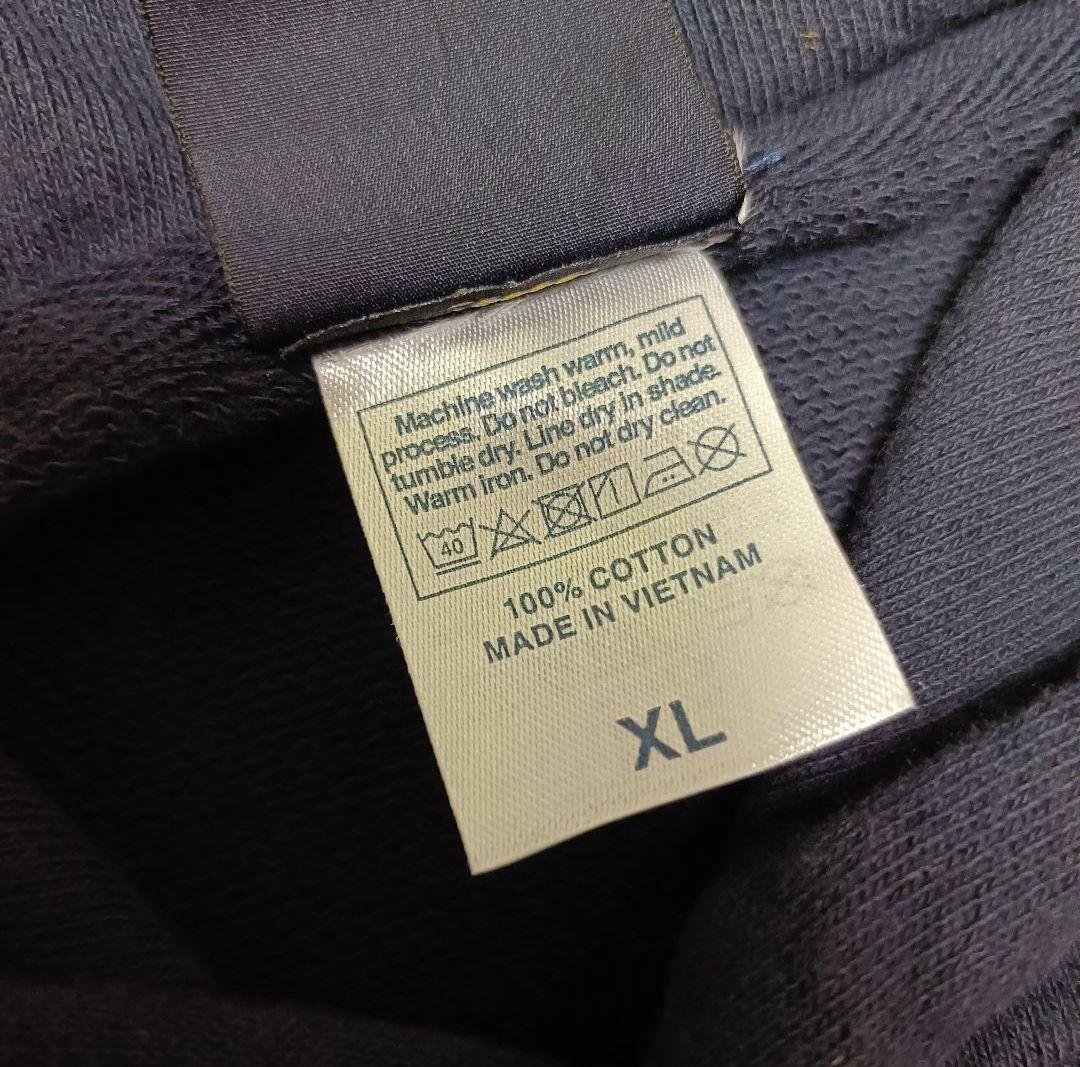 Machine wash warm, mild
process. Do not bleach. Do not
tumble dry. Line dry in shade.
Warm iron. Do not dry clean.
40
100% COTTON
MADE IN VIETNAM
XL